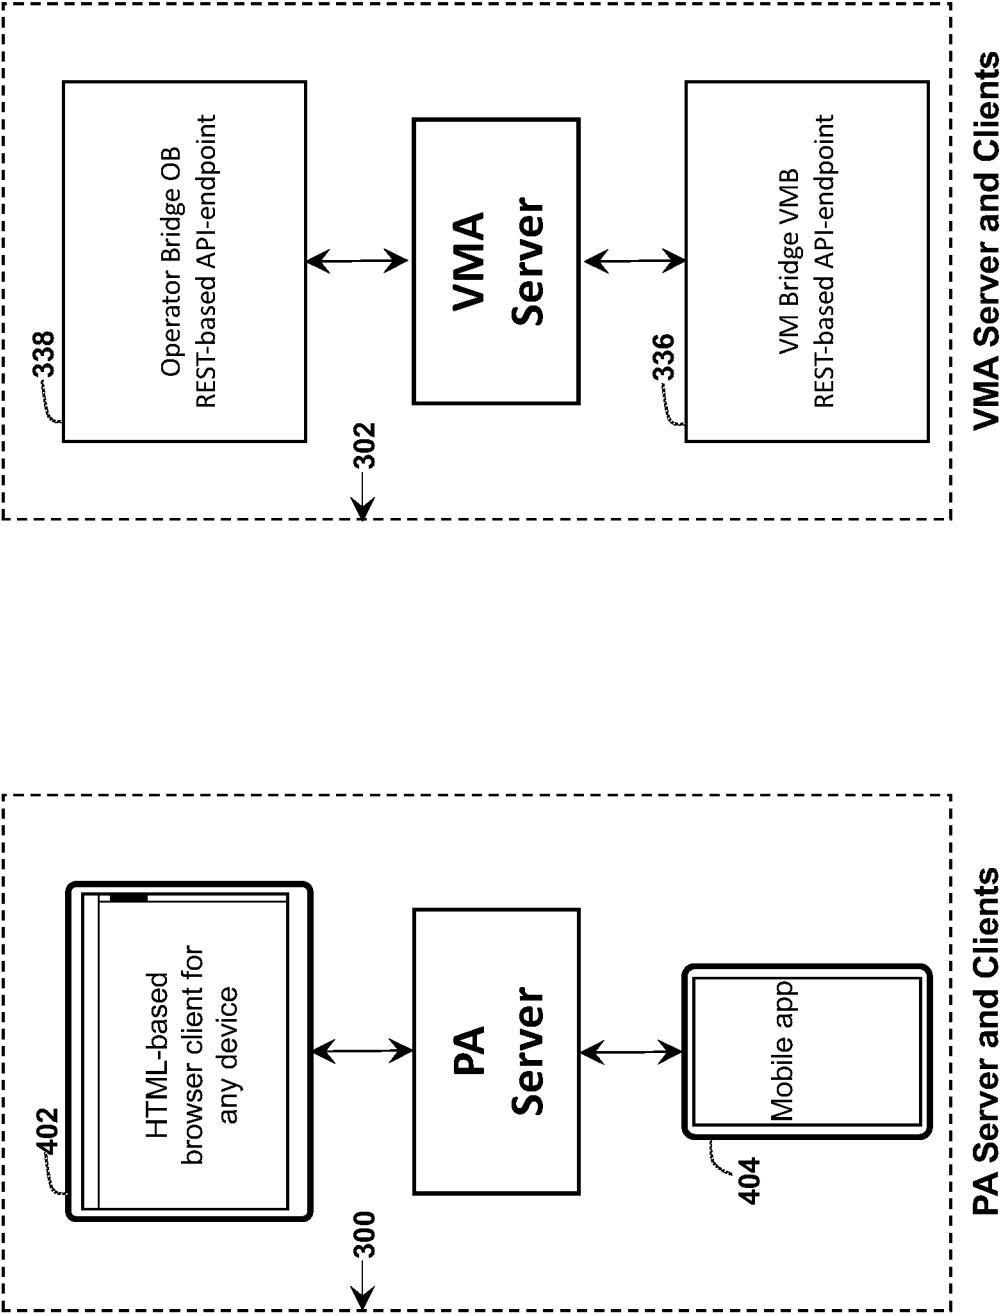 402
HTML-based
browser client for
any device
300
PA
Server
404
Mobile app
PA Server and Clients
338
Operator Bridge OB
REST-based API-endpoint
302
VMA
Server
336
VM Bridge VMB
REST-based API-endpoint
VMA Server and Clients